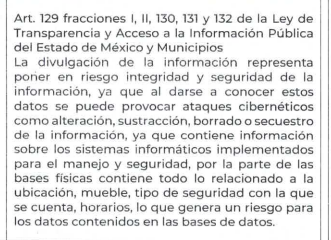 Art. 129 fracciones I, II, 130, 131 y 132 de la Ley de
Transparencia y Acceso a la Información Pública
del Estado de México y Municipios
La divulgación de la información representa
poner en riesgo integridad y seguridad de la
información, ya que al darse a conocer estos
datos se puede provocar ataques cibernéticos
como alteración, sustracción, borrado o secuestro
de la información, ya que contiene información
sobre los sistemas informáticos implementados
para el manejo y seguridad, por la parte de las
bases físicas contiene todo lo relacionado a la
ubicación, mueble, tipo de seguridad con la que
se cuenta, horarios, lo que genera un riesgo para
los datos contenidos en las bases de datos.